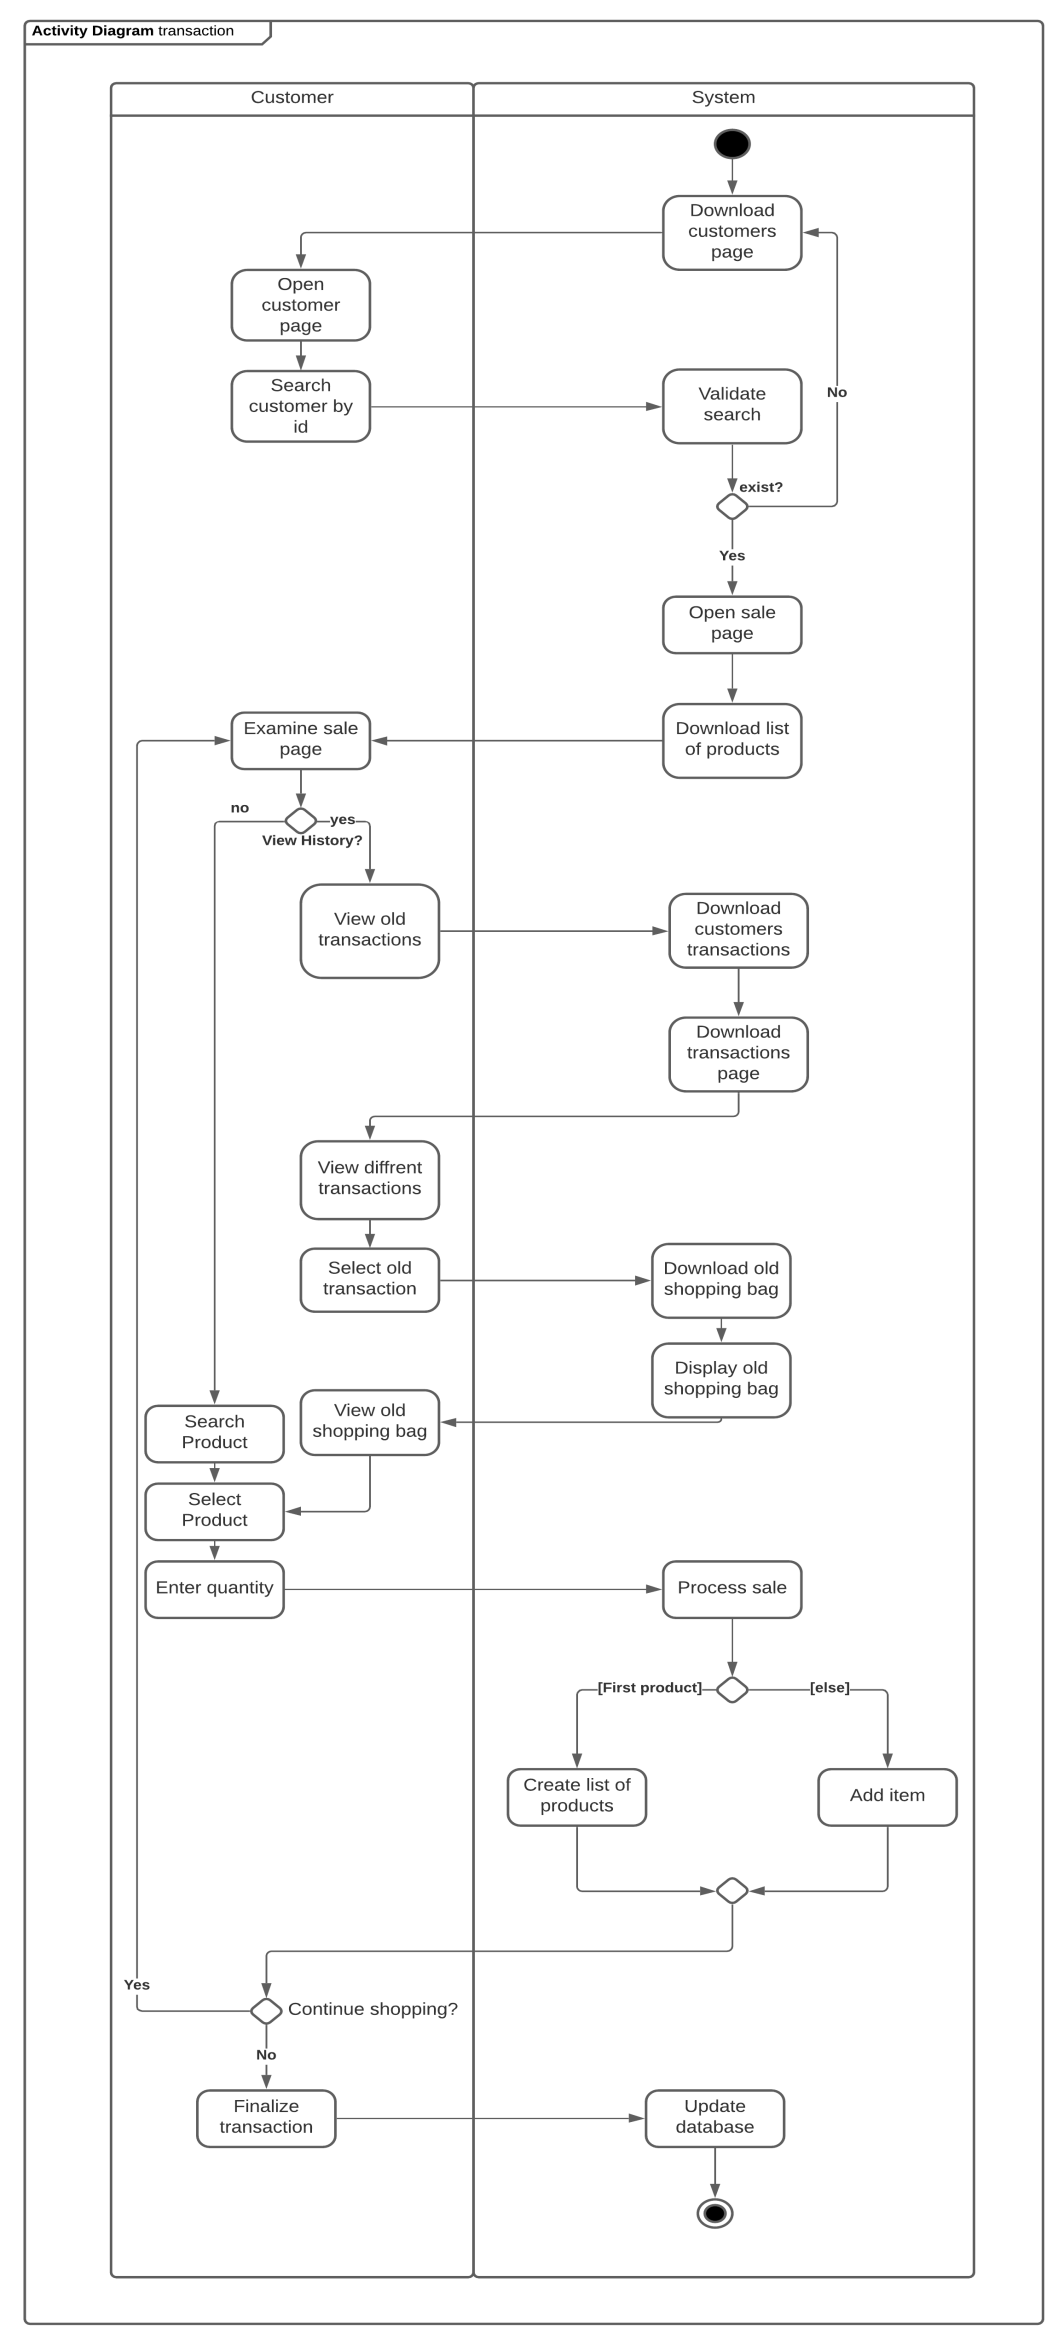 Activity Diagram transaction
Customer
System
Download
customers
page
Open
customer
page
Search
customer by
id
Validate
search
No
exist?
Yes
Open sale
page
Download list
of products
Examine sale
page
no
yes
View History?
View old
transactions
Download
customers
transactions
Download
transactions
page
View diffrent
transactions
Select old
transaction
Download old
shopping bag
Display old
shopping bag
View old
shopping bag
Search
Product
Select
Product
Enter quantity
Process sale
[First product]
[else]
Create list of
products
Add item
Yes
Continue shopping?
No
Finalize
transaction
Update
database